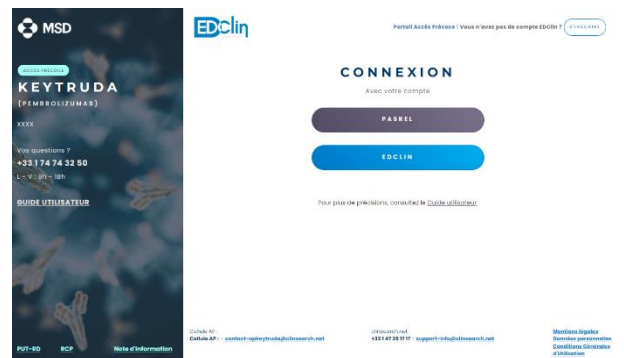 MSD
ACCÈS PRÉCOCE
KEYTRUDA
(PEMBROLIZUMAB)
XXXX
Vos questions ?
+33 1 74 74 32 50
L - V : 9h - 18h
GUIDE UTILISATEUR
PUT-RD RCP Note d'information
EDclin
Portail Accès Précoce : Vous n'avez pas de compte EDClin ? S'INSCRIRE
CONNEXION
Avec votre compte
PASREL
EDCLIN
Pour plus de précisions, consultez le Guide utilisateur.
Cellule AP :
Cellule AP : - contact-apkeytruda@clinsearch.net
clinsearch.net :
+33 1 47 35 17 17 - support-info@clinsearch.net
Mentions légales
Données personnelles
Conditions Générales
d'Utilisation